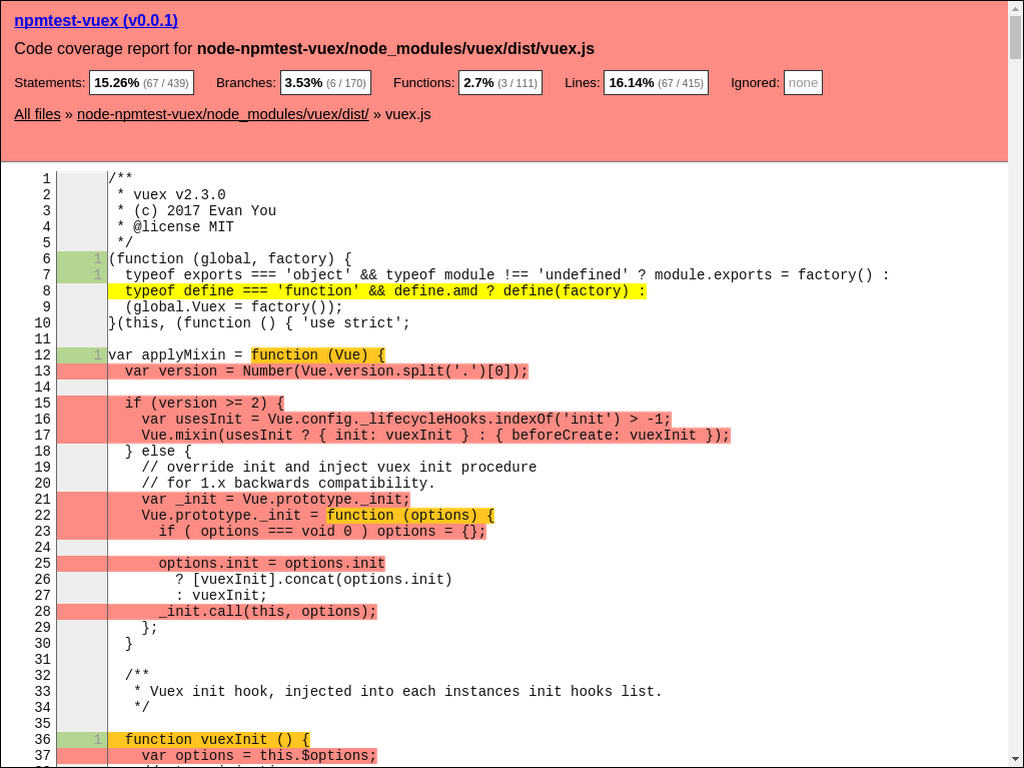 npmtest-vuex (v0.0.1)
Code coverage report for node-npmtest-vuex/node_modules/vuex/dist/vuex.js
Statements: 15.26% (67 / 439) Branches: 3.53% (6 / 170) Functions: 2.7% (3 / 111) Lines: 16.14% (67 / 415) Ignored: none
All files » node-npmtest-vuex/node_modules/vuex/dist/ » vuex.js
1 /**
2  * vuex v2.3.0
3  * (c) 2017 Evan You
4  * @license MIT
5  */
6 1 (function (global, factory) {
7 1   typeof exports === 'object' && typeof module !== 'undefined' ? module.exports = factory() :
8   typeof define === 'function' && define.amd ? define(factory) :
9   (global.Vuex = factory());
10 }(this, (function () { 'use strict';
11
12 1 var applyMixin = function (Vue) {
13   var version = Number(Vue.version.split('.')[0]);
14
15   if (version >= 2) {
16     var usesInit = Vue.config._lifecycleHooks.indexOf('init') > -1;
17     Vue.mixin(usesInit ? { init: vuexInit } : { beforeCreate: vuexInit });
18   } else {
19     // override init and inject vuex init procedure
20     // for 1.x backwards compatibility.
21     var _init = Vue.prototype._init;
22     Vue.prototype._init = function (options) {
23       if ( options === void 0 ) options = {};
24
25       options.init = options.init
26         ? [vuexInit].concat(options.init)
27         : vuexInit;
28       _init.call(this, options);
29     };
30   }
31
32   /**
33    * Vuex init hook, injected into each instances init hooks list.
34    */
35
36 1   function vuexInit () {
37     var options = this.$options;